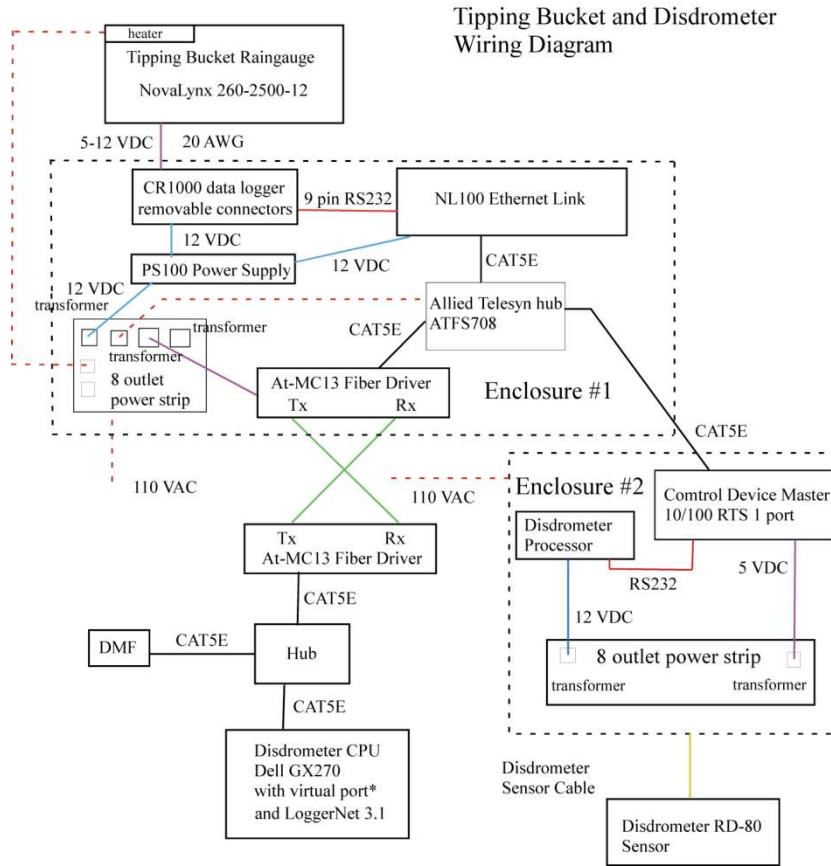 Tipping Bucket and Disdrometer
Wiring Diagram
heater
Tipping Bucket Raingauge
NovaLynx 260-2500-12
5-12 VDC
20 AWG
CR1000 data logger
removable connectors
9 pin RS232
NL100 Ethernet Link
12 VDC
PS100 Power Supply
12 VDC
CAT5E
12 VDC
transformer
transformer
transformer
8 outlet
power strip
Allied Telesyn hub
ATFS708
CAT5E
At-MC13 Fiber Driver
Tx
Rx
Enclosure #1
CAT5E
110 VAC
110 VAC
Enclosure #2
Comtrol Device Master
10/100 RTS 1 port
Disdrometer
Processor
RS232
5 VDC
12 VDC
8 outlet power strip
transformer
transformer
Tx
Rx
At-MC13 Fiber Driver
CAT5E
DMF
CAT5E
Hub
CAT5E
Disdrometer CPU
Dell GX270
with virtual port*
and LoggerNet 3.1
Disdrometer
Sensor Cable
Disdrometer RD-80
Sensor